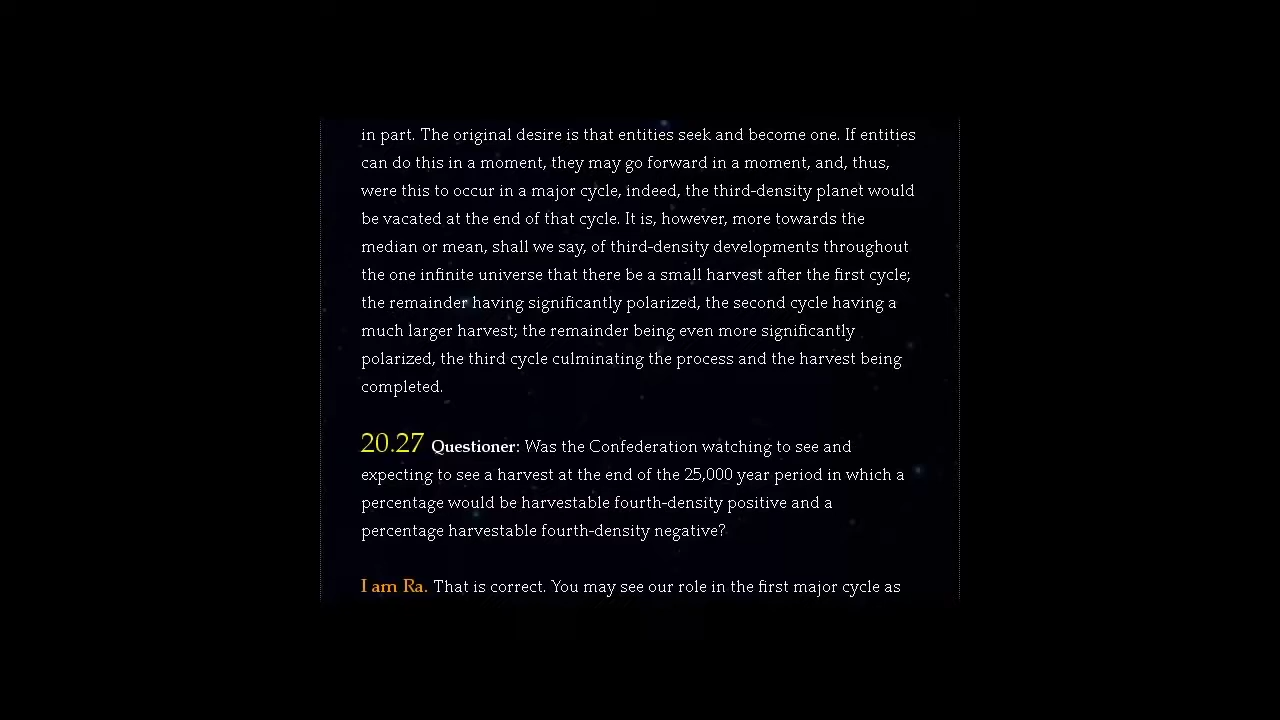 in part. The original desire is that entities seek and become one. If entities
can do this in a moment, they may go forward in a moment, and, thus,
were this to occur in a major cycle, indeed, the third-density planet would
be vacated at the end of that cycle. It is, however, more towards the
median or mean, shall we say, of third-density developments throughout
the one infinite universe that there be a small harvest after the first cycle;
the remainder having significantly polarized, the second cycle having a
much larger harvest; the remainder being even more significantly
polarized, the third cycle culminating the process and the harvest being
completed.
20.27 Questioner: Was the Confederation watching to see and
expecting to see a harvest at the end of the 25,000 year period in which a
percentage would be harvestable fourth-density positive and a
percentage harvestable fourth-density negative?
I am Ra. That is correct. You may see our role in the first major cycle as